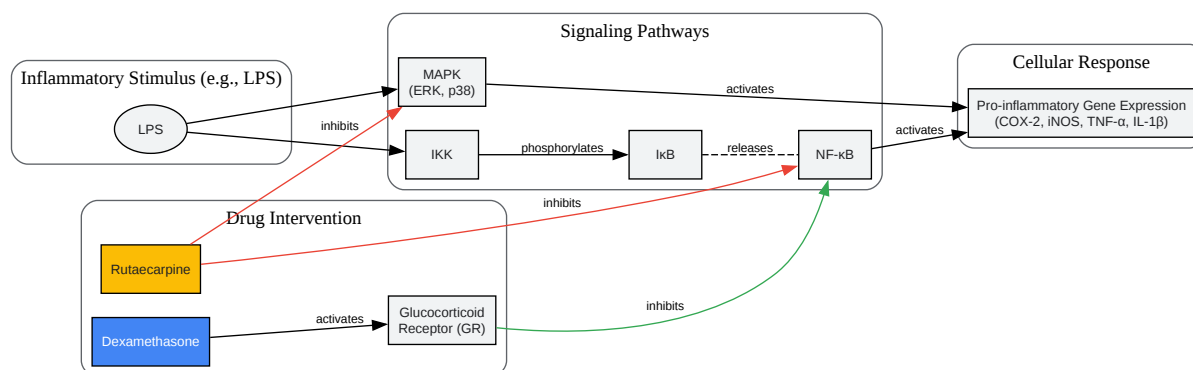 Signaling Pathways
Inflammatory Stimulus (e.g., LPS)
Cellular Response
MAPK
(ERK, p38)
activates
Pro-inflammatory Gene Expression
(COX-2, iNOS, TNF-α, IL-1β)
LPS
inhibits
activates
IKK
phosphorylates
IκB
releases
NF-κB
Drug Intervention
inhibits
Rutaecarpine
Glucocorticoid
Receptor (GR)
inhibits
activates
Dexamethasone